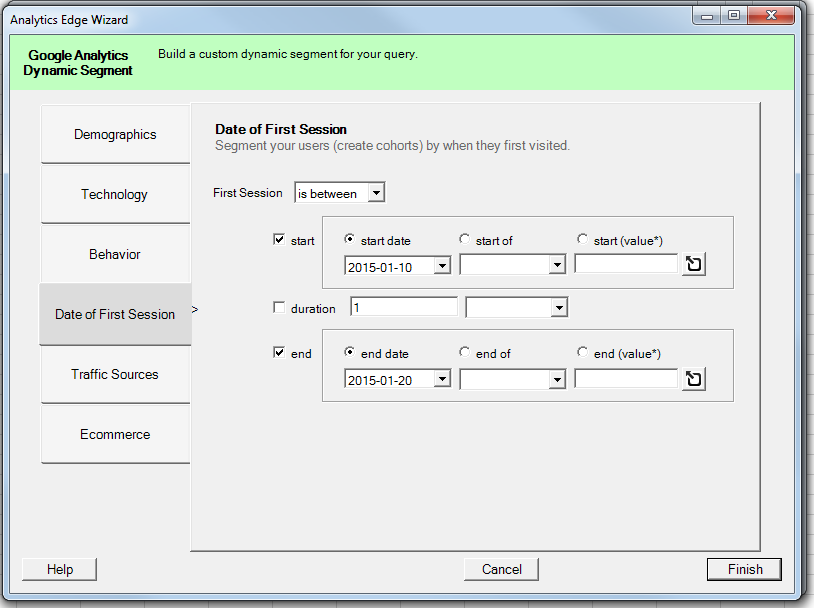 Analytics Edge Wizard
Google Analytics
Dynamic Segment
Build a custom dynamic segment for your query.
Demographics
Technology
Behavior
Date of First Session
>
Traffic Sources
Ecommerce
Date of First Session
Segment your users (create cohorts) by when they first visited.
First Session is between
start start date start of start (value*)
2015-01-10
duration 1
end end date end of end (value*)
2015-01-20
Help Cancel Finish